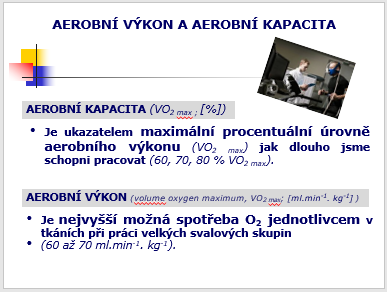 AEROBNÍ VÝKON A AEROBNÍ KAPACITA
AEROBNÍ KAPACITA (VO2 max ; [%])
• Je ukazatelem maximální procentuální úrovně
aerobního výkonu (VO2 max) jak dlouho jsme
schopni pracovat (60, 70, 80 % VO2 max).
AEROBNÍ VÝKON (volume oxygen maximum, VO2 max; [ml.min-1. kg-1] )
• Je nejvyšší možná spotřeba O2 jednotlivcem v
tkáních při práci velkých svalových skupin
• (60 až 70 ml.min-1. kg-1).